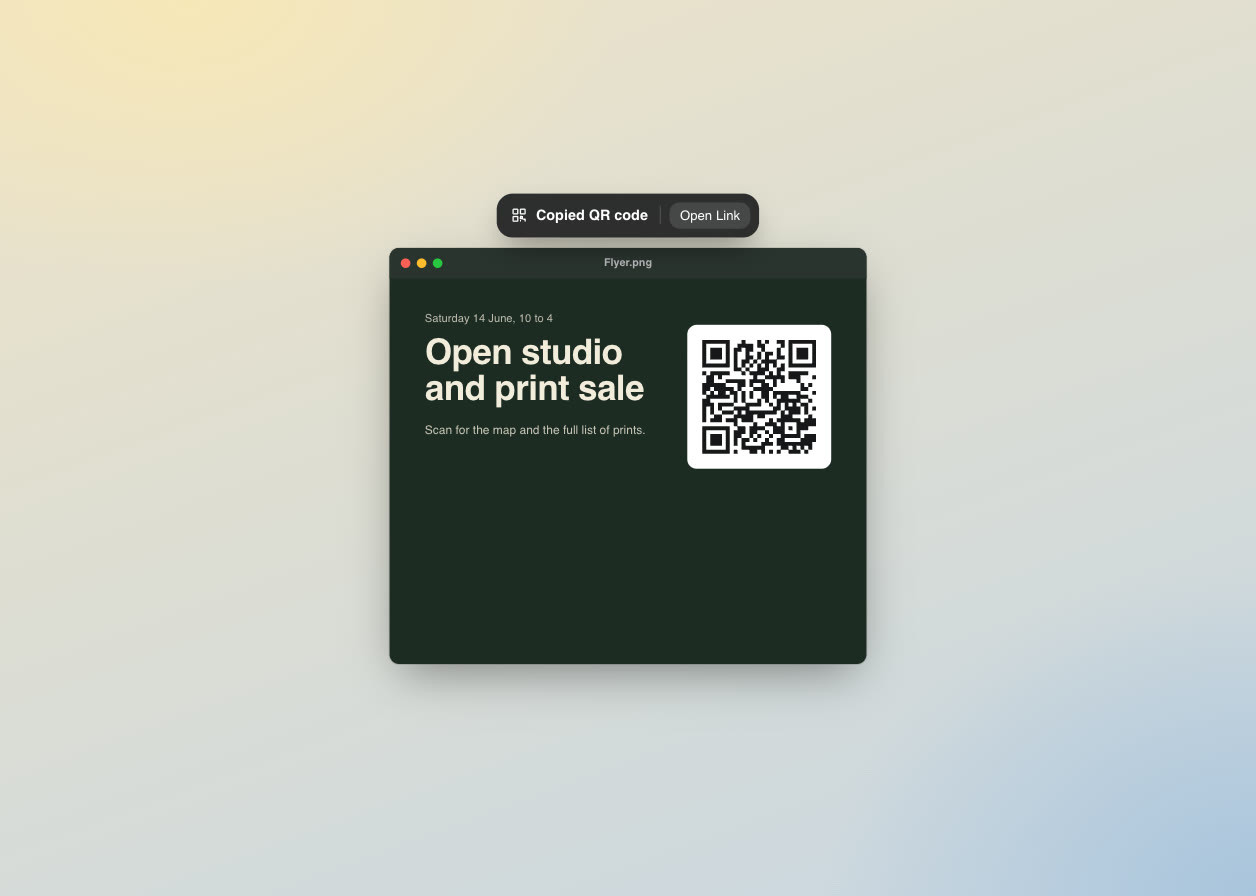 Copied QR code
Open Link
Flyer.png
Saturday 14 June, 10 to 4
Open studio
and print sale
Scan for the map and the full list of prints.